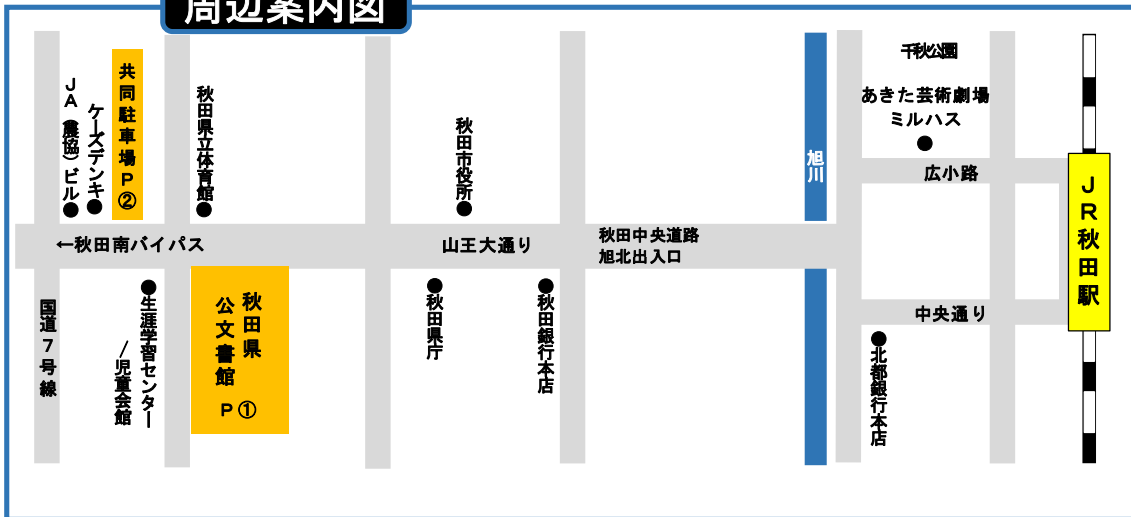 周辺案内図
JA（農協）ビル
ケーズデンキ
共同駐車場P②
秋田県立体育館
秋田市役所
旭川
千秋公園
あきた芸術劇場
ミルハス
広小路
JR秋田駅
←秋田南バイパス
山王大通り
秋田中央道路
旭北出入口
国道7号線
生涯学習センター
/児童会館
秋田県
公文書館
P①
秋田県庁
秋田銀行本店
中央通り
北都銀行本店